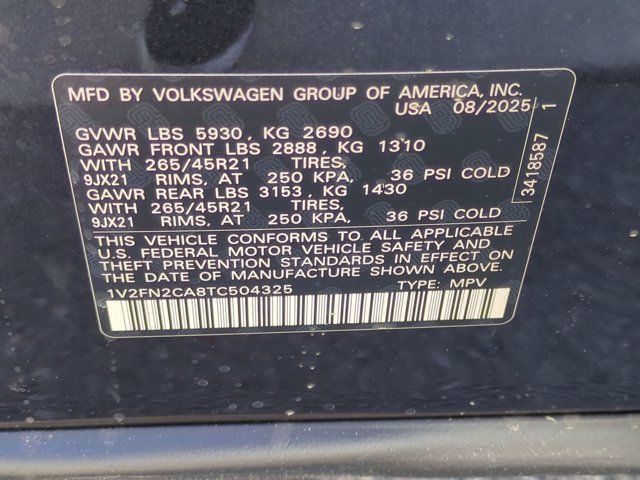 MFD BY VOLKSWAGEN GROUP OF AMERICA, INC.
USA 08/2025
GVWR LBS 5930 , KG 2690
GAWR FRONT LBS 2888 , KG 1310
WITH 265/45R21 TIRES,
9JX21 RIMS, AT 250 KPA, 36 PSI COLD
GAWR REAR LBS 3153 , KG 1430
WITH 265/45R21 TIRES,
9JX21 RIMS, AT 250 KPA, 36 PSI COLD
THIS VEHICLE CONFORMS TO ALL APPLICABLE
U.S. FEDERAL MOTOR VEHICLE SAFETY AND
THEFT PREVENTION STANDARDS IN EFFECT ON
THE DATE OF MANUFACTURE SHOWN ABOVE.
1V2FN2CA8TC504325 TYPE: MPV
3418587 1